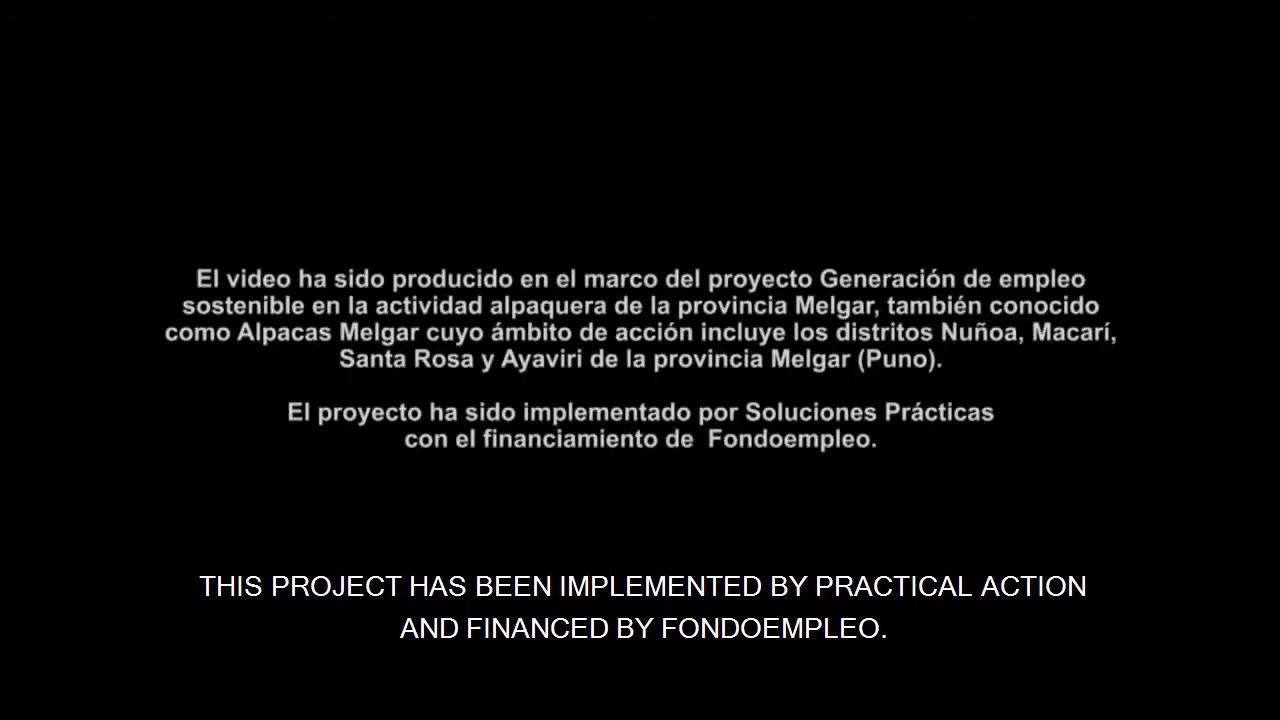 El video ha sido producido en el marco del proyecto Generación de empleo
sostenible en la actividad alpaquera de la provincia Melgar, también conocido
como Alpacas Melgar cuyo ámbito de acción incluye los distritos Nuñoa, Macarí,
Santa Rosa y Ayaviri de la provincia Melgar (Puno).
El proyecto ha sido implementado por Soluciones Prácticas
con el financiamiento de Fondoempleo.
THIS PROJECT HAS BEEN IMPLEMENTED BY PRACTICAL ACTION
AND FINANCED BY FONDOEMPLEO.